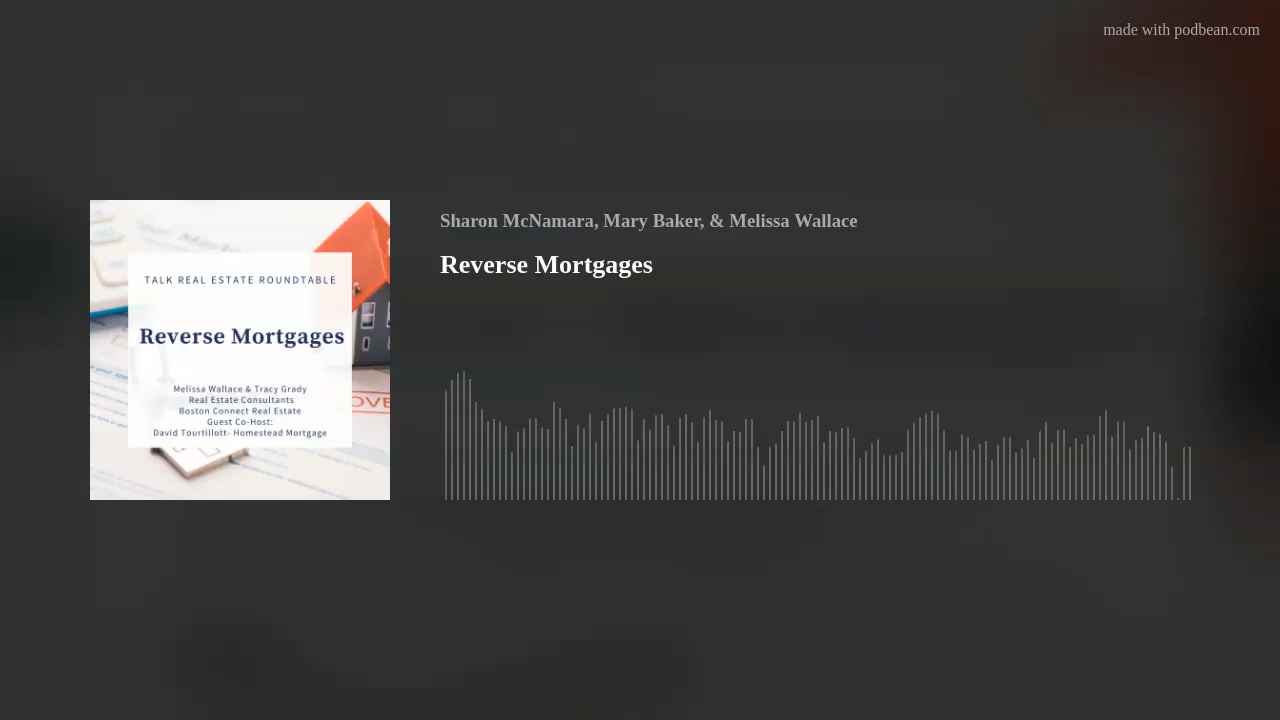 made with podbean.com
Sharon McNamara, Mary Baker, & Melissa Wallace
Reverse Mortgages
TALK REAL ESTATE ROUNDTABLE
Reverse Mortgages
Melissa Wallace & Tracy Grady
Real Estate Consultants
Boston Connect Real Estate
Guest Co-Host:
David Tourtillott- Homestead Mortgage